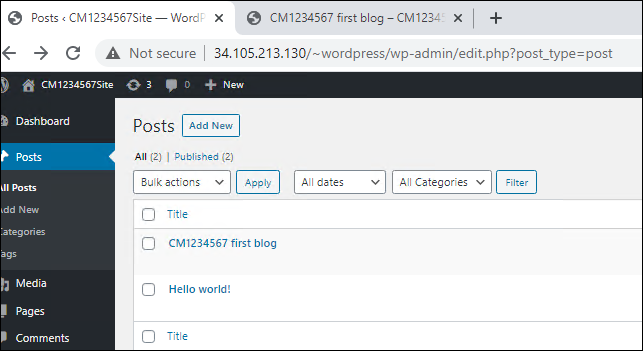 Posts ‹ CM1234567Site — WordP
CM1234567 first blog – CM1234
Not secure | 34.105.213.130/~wordpress/wp-admin/edit.php?post_type=post
CM1234567Site 3 0 + New
Dashboard
Posts
All Posts
Add New
Categories
Tags
Media
Pages
Comments
Posts Add New
All (2) | Published (2)
Bulk actions Apply All dates All Categories Filter
Title
CM1234567 first blog
Hello world!
Title